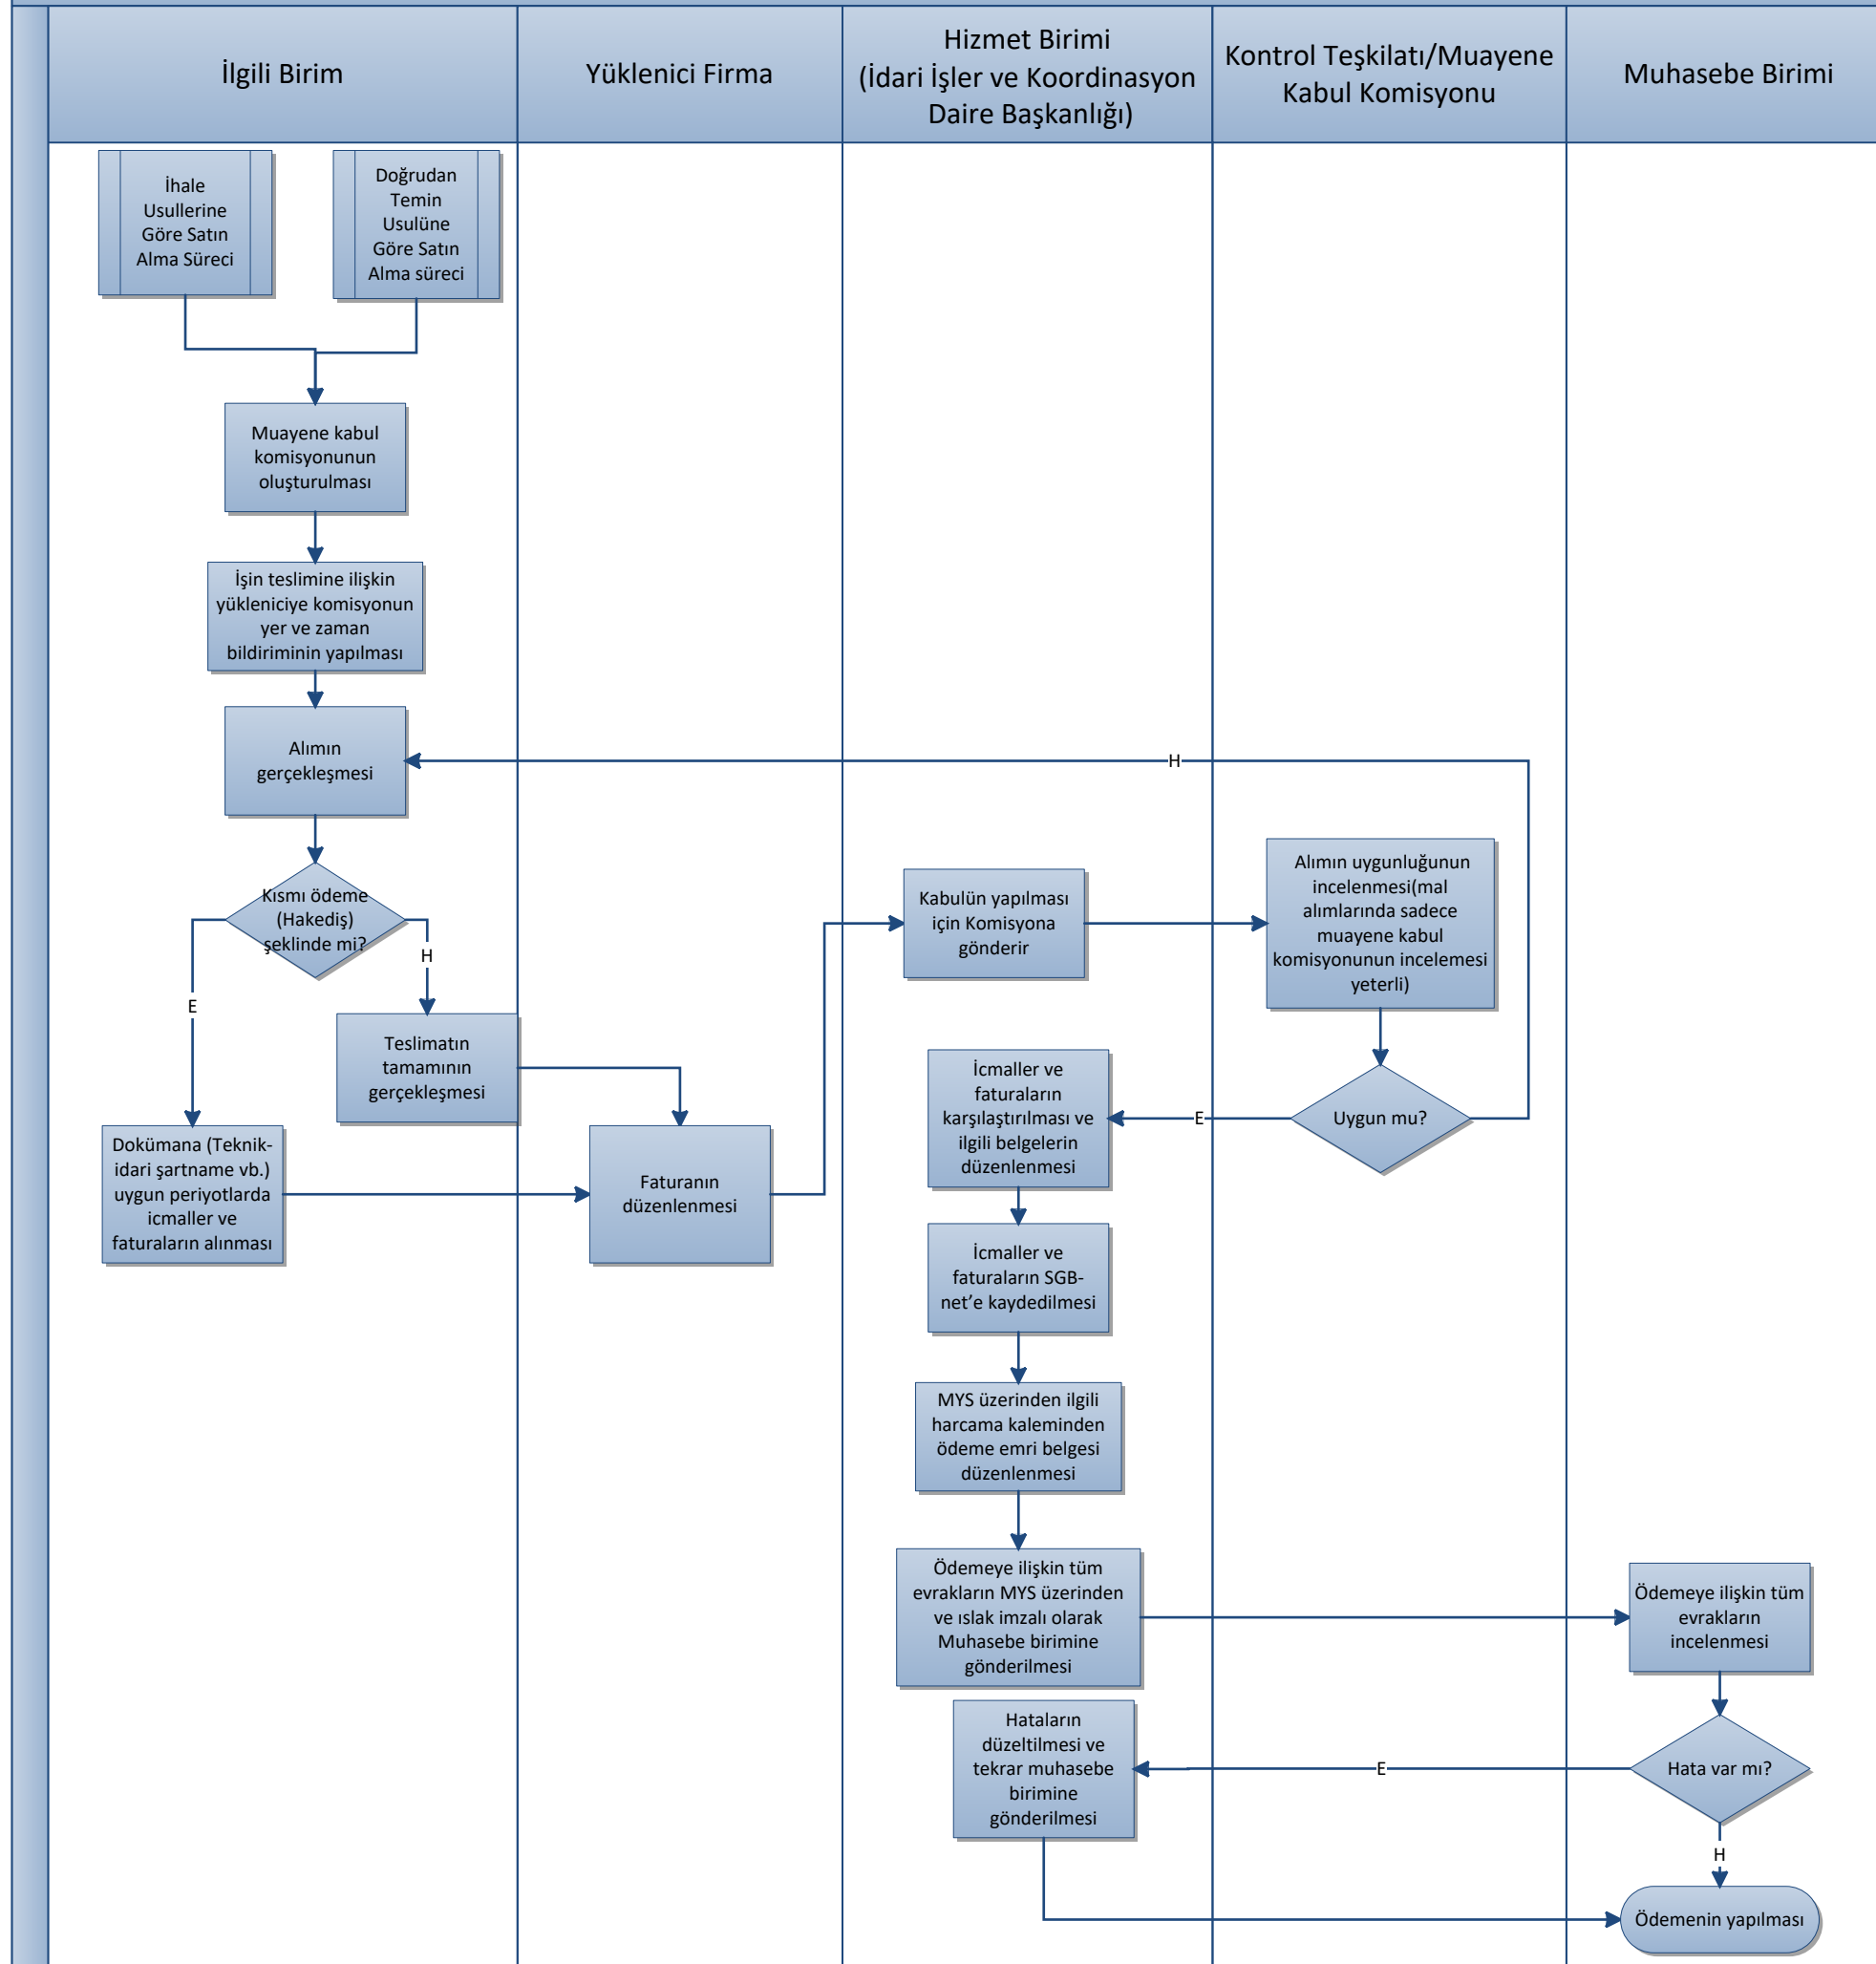 İlgili Birim
Yüklenici Firma
Hizmet Birimi
(İdari İşler ve Koordinasyon
Daire Başkanlığı)
Kontrol Teşkilatı/Muayene
Kabul Komisyonu
Muhasebe Birimi
İhale
Usullerine
Göre Satın
Alma Süreci
Doğrudan
Temin
Usulüne
Göre Satın
Alma süreci
Muayene kabul
komisyonunun
oluşturulması
İşin teslimine ilişkin
yükleniciye komisyonun
yer ve zaman
bildiriminin yapılması
Alımın
gerçekleşmesi
H
Kısmı ödeme
(Hakediş)
şeklinde mi?
H
E
Teslimatın
tamamının
gerçekleşmesi
Dokümana (Teknik-
idari şartname vb.)
uygun periyotlarda
icmaller ve
faturaların alınması
Faturanın
düzenlenmesi
Kabulün yapılması
için Komisyona
gönderir
Alımın uygunluğunun
incelenmesi(mal
alımlarında sadece
muayene kabul
komisyonunun incelemesi
yeterli)
Uygun mu?
E
İcmaller ve
faturaların
karşılaştırılması ve
ilgili belgelerin
düzenlenmesi
İcmaller ve
faturaların SGB-
net’e kaydedilmesi
MYS üzerinden ilgili
harcama kaleminden
ödeme emri belgesi
düzenlenmesi
Ödemeye ilişkin tüm
evrakların MYS üzerinden
ve ıslak imzalı olarak
Muhasebe birimine
gönderilmesi
Ödemeye ilişkin tüm
evrakların
incelenmesi
Hata var mı?
E
Hataların
düzeltilmesi ve
tekrar muhasebe
birimine
gönderilmesi
H
Ödemenin yapılması